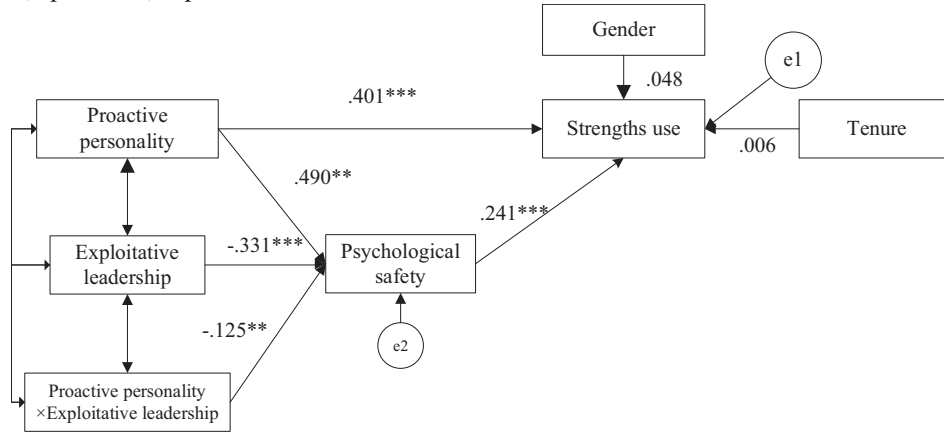 Gender
.048
e1
.401***
Proactive
personality
Strengths use
Tenure
.006
.490**
.241***
Exploitative
leadership
-.331***
Psychological
safety
-.125**
e2
Proactive personality
×Exploitative leadership